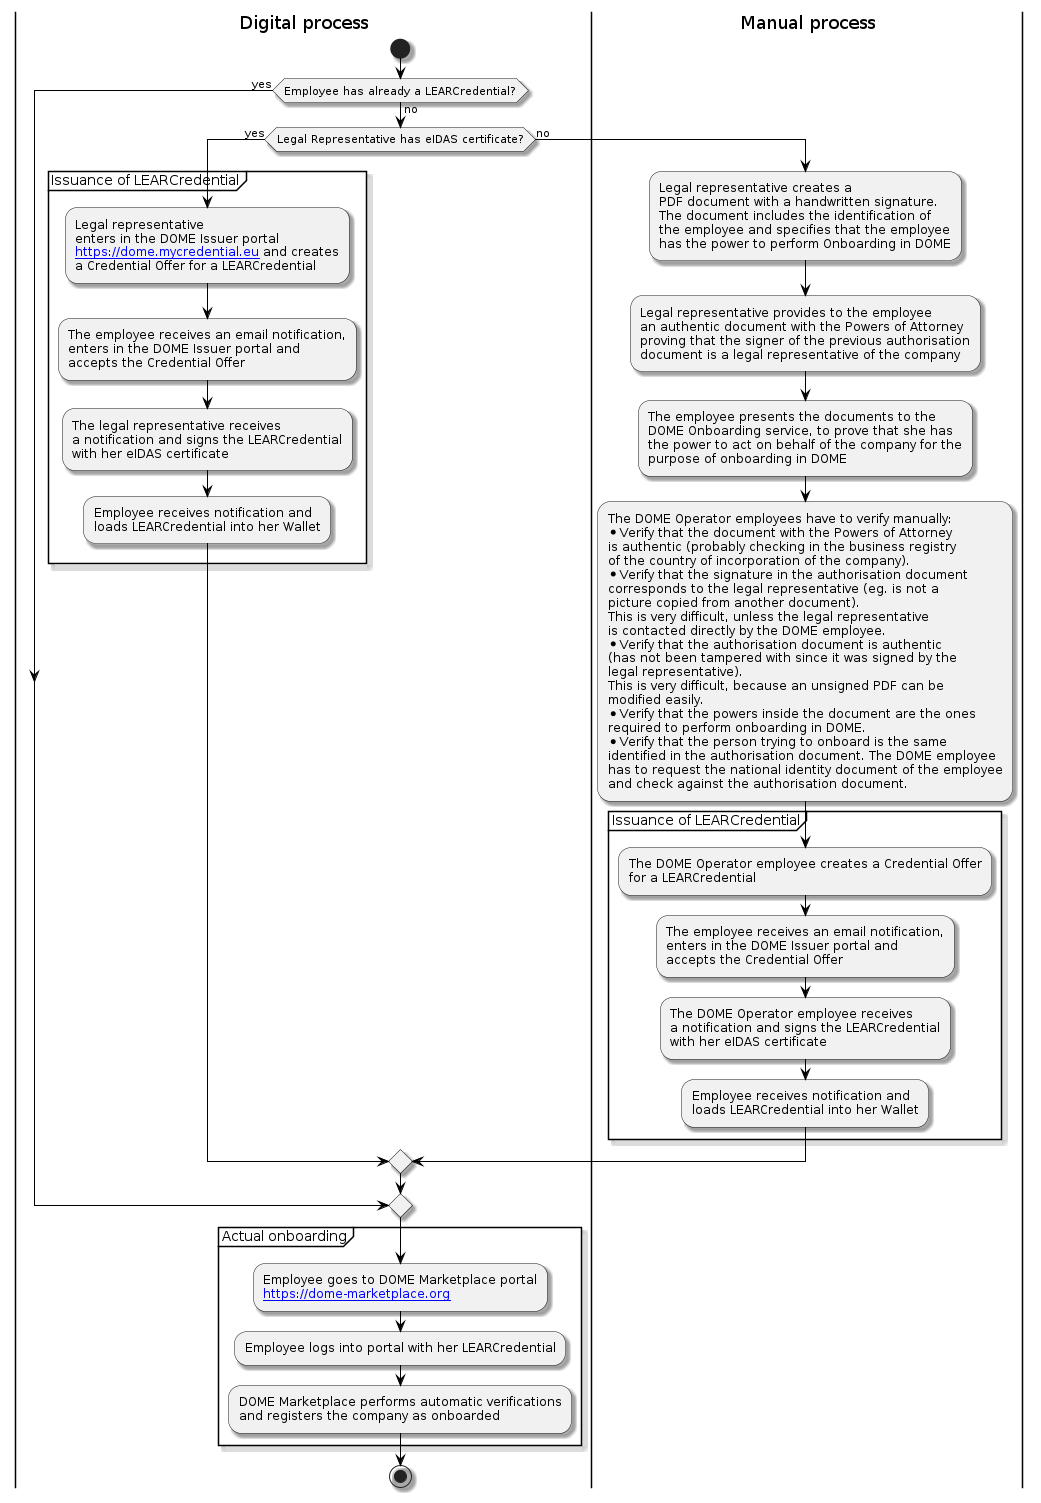 Digital process
Manual process
Employee has already a LEARCredential?
yes
no
Legal Representative has eIDAS certificate?
yes
no
Issuance of LEARCredential
Legal representative
enters in the DOME Issuer portal
https://dome.mycredential.eu and creates
a Credential Offer for a LEARCredential
The employee receives an email notification,
enters in the DOME Issuer portal and
accepts the Credential Offer
The legal representative receives
a notification and signs the LEARCredential
with her eIDAS certificate
Employee receives notification and
loads LEARCredential into her Wallet
Legal representative creates a
PDF document with a handwritten signature.
The document includes the identification of
the employee and specifies that the employee
has the power to perform Onboarding in DOME
Legal representative provides to the employee
an authentic document with the Powers of Attorney
proving that the signer of the previous authorisation
document is a legal representative of the company
The employee presents the documents to the
DOME Onboarding service, to prove that she has
the power to act on behalf of the company for the
purpose of onboarding in DOME
The DOME Operator employees have to verify manually:
• Verify that the document with the Powers of Attorney
is authentic (probably checking in the business registry
of the country of incorporation of the company).
• Verify that the signature in the authorisation document
corresponds to the legal representative (eg. is not a
picture copied from another document).
This is very difficult, unless the legal representative
is contacted directly by the DOME employee.
• Verify that the authorisation document is authentic
(has not been tampered with since it was signed by the
legal representative).
This is very difficult, because an unsigned PDF can be
modified easily.
• Verify that the powers inside the document are the ones
required to perform onboarding in DOME.
• Verify that the person trying to onboard is the same
identified in the authorisation document. The DOME employee
has to request the national identity document of the employee
and check against the authorisation document.
Issuance of LEARCredential
The DOME Operator employee creates a Credential Offer
for a LEARCredential
The employee receives an email notification,
enters in the DOME Issuer portal and
accepts the Credential Offer
The DOME Operator employee receives
a notification and signs the LEARCredential
with her eIDAS certificate
Employee receives notification and
loads LEARCredential into her Wallet
Actual onboarding
Employee goes to DOME Marketplace portal
https://dome-marketplace.org
Employee logs into portal with her LEARCredential
DOME Marketplace performs automatic verifications
and registers the company as onboarded